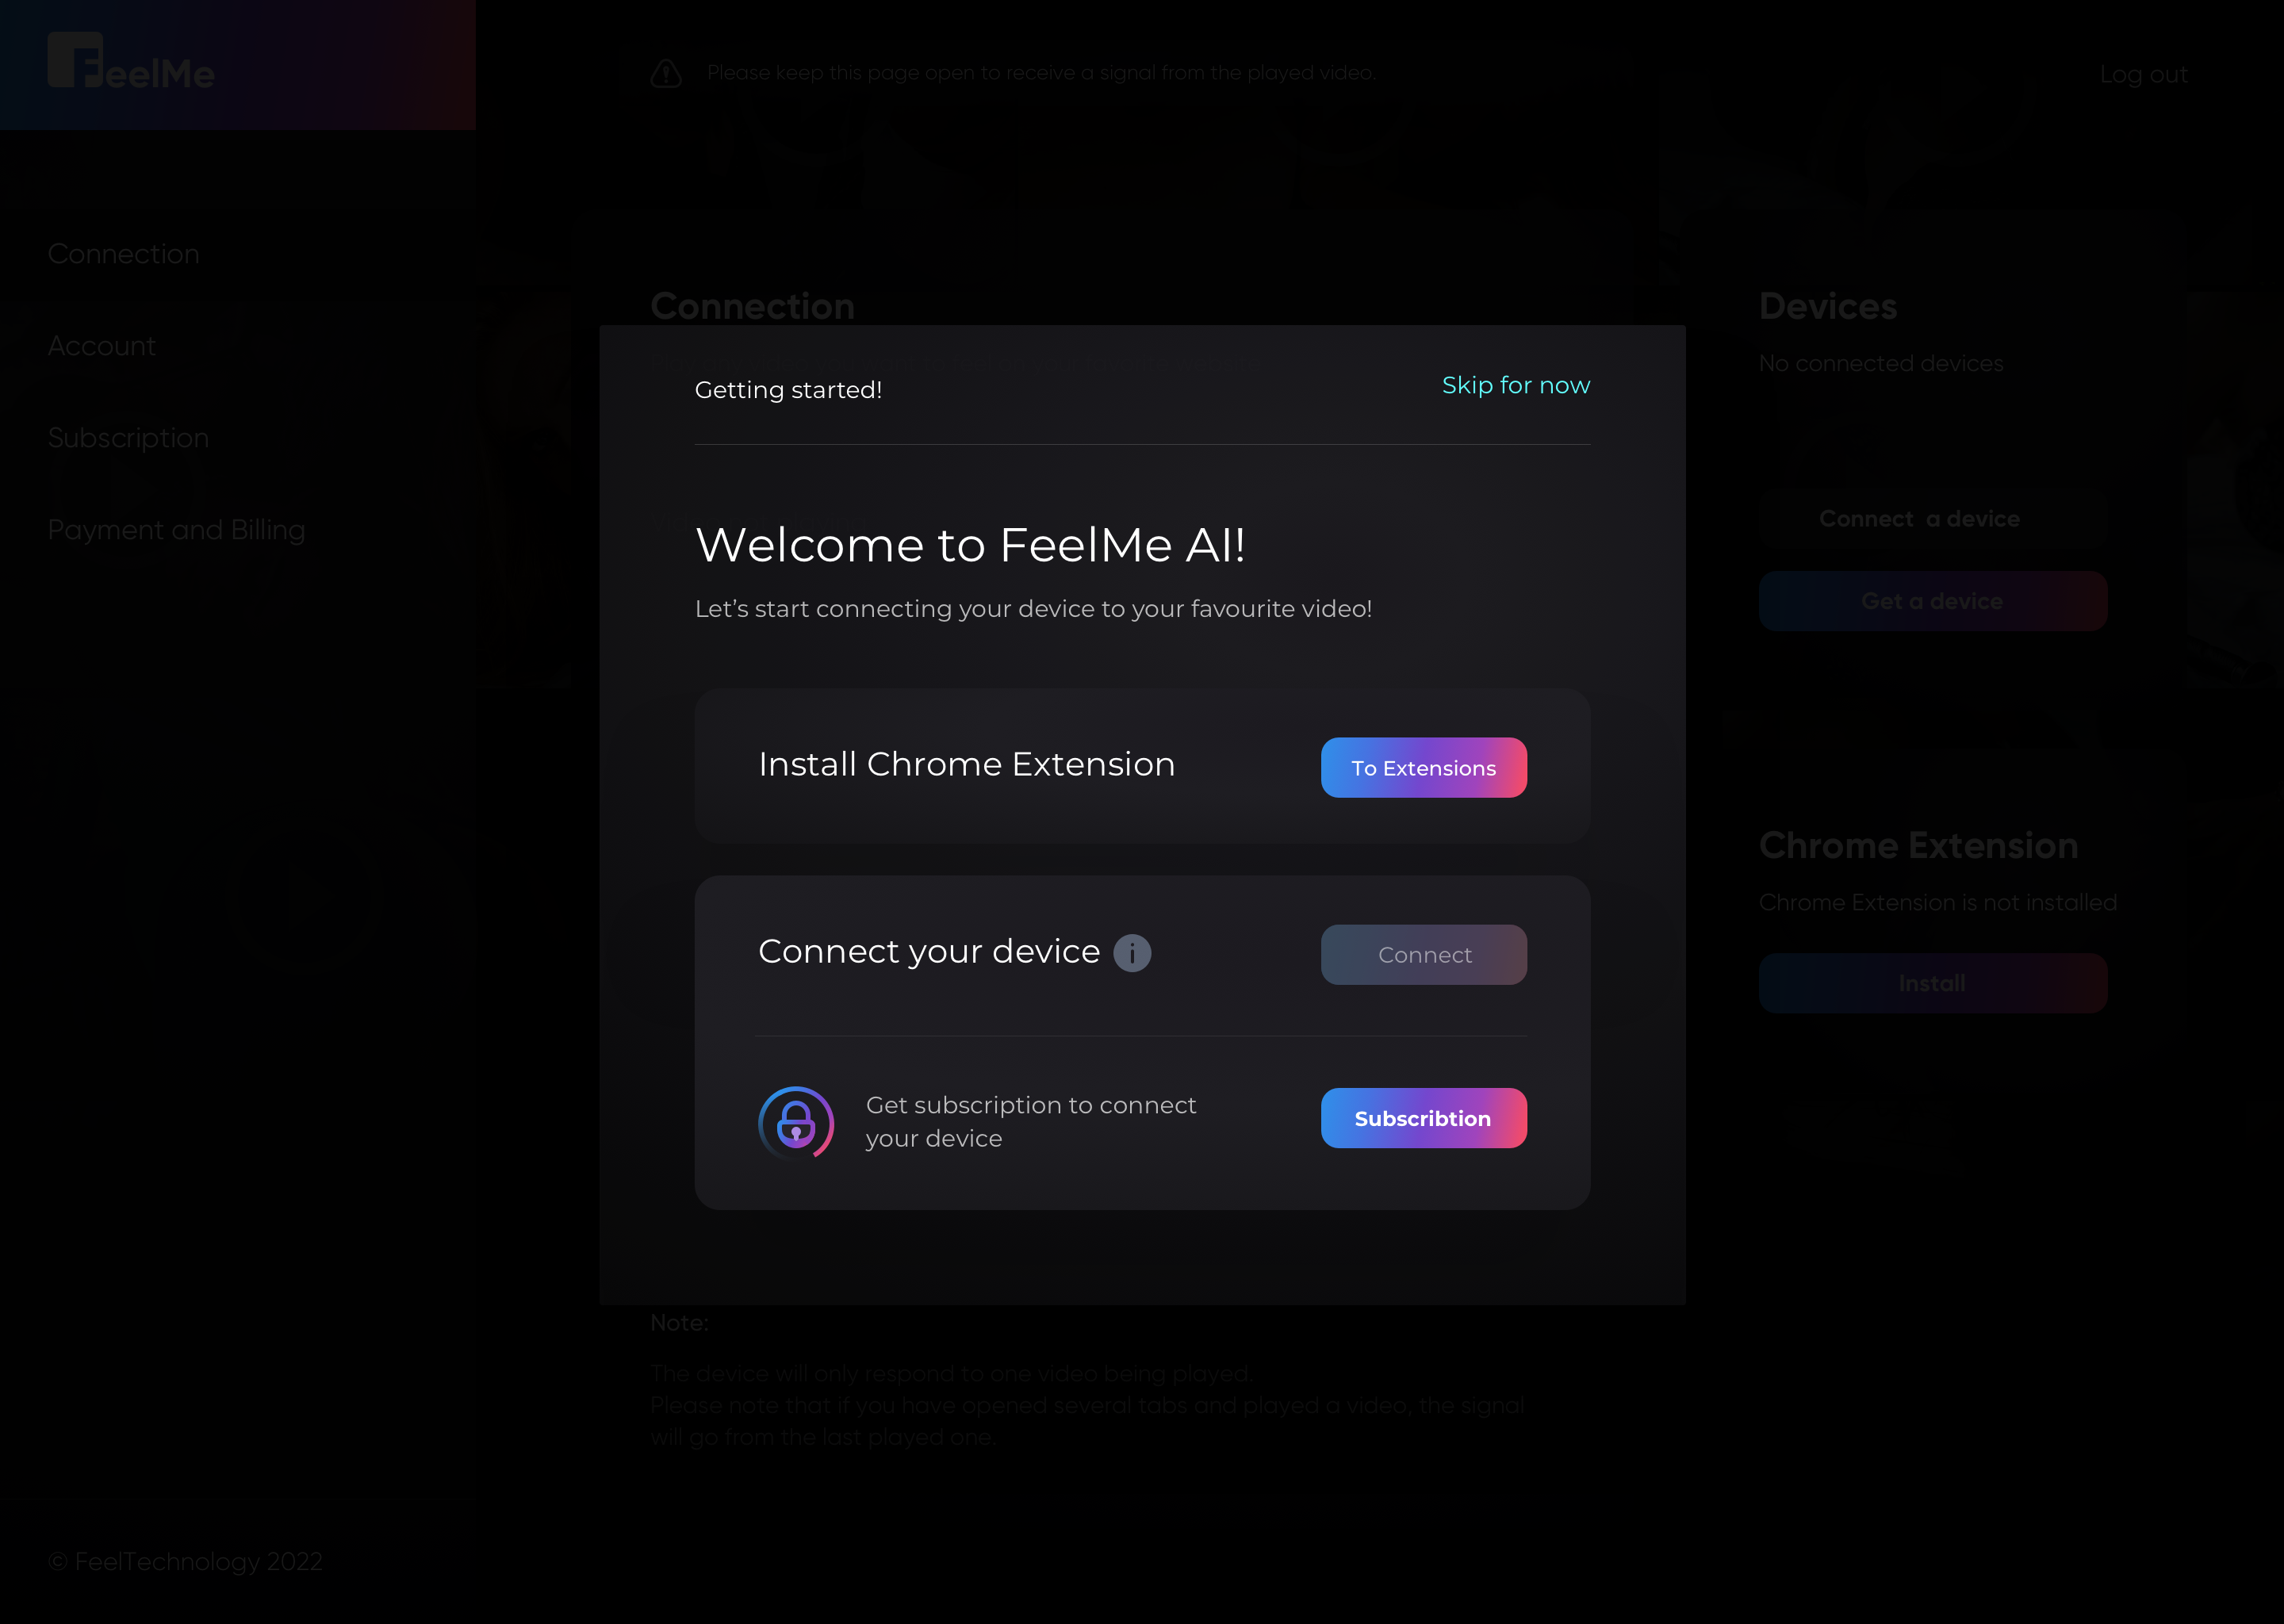 FeelMe
Please keep this page open to receive a signal from the played video.
Log out
Connection
Account
Subscription
Payment and Billing
Connection
Getting started!
Skip for now
Welcome to FeelMe AI!
Let’s start connecting your device to your favourite video!
Install Chrome Extension
To Extensions
Connect your device
Connect
Get subscription to connect
your device
Subscribtion
Note:
The device will only respond to one video being played.
Please note that if you have opened several tabs and played a video, the signal
will go from the last played one.
Devices
No connected devices
Connect a device
Get a device
Chrome Extension
Chrome Extension is not installed
Install
© FeelTechnology 2022